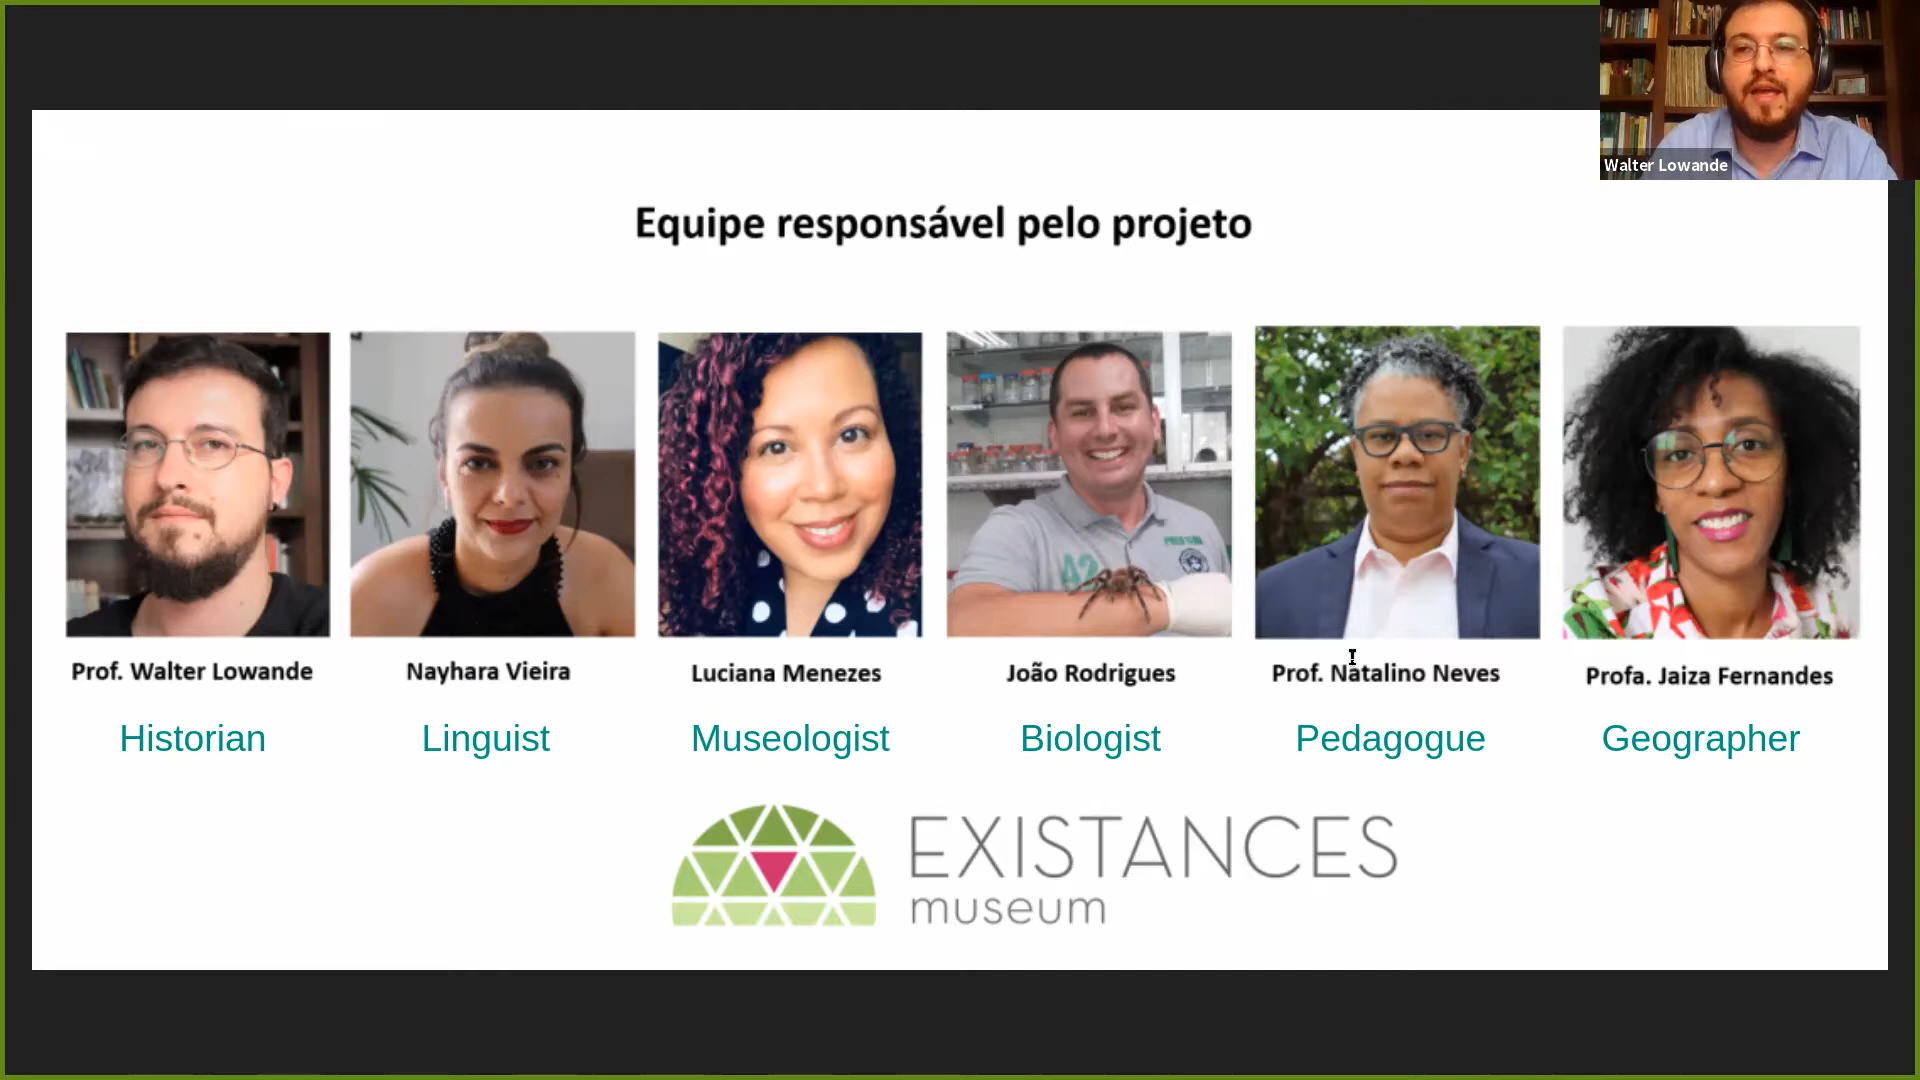 Walter Lowande
Equipe responsável pelo projeto
Prof. Walter Lowande
Nayhara Vieira
Luciana Menezes
João Rodrigues
Prof. Natalino Neves
Profa. Jaiza Fernandes
Historian
Linguist
Museologist
Biologist
Pedagogue
Geographer
EXISTANCES
museum